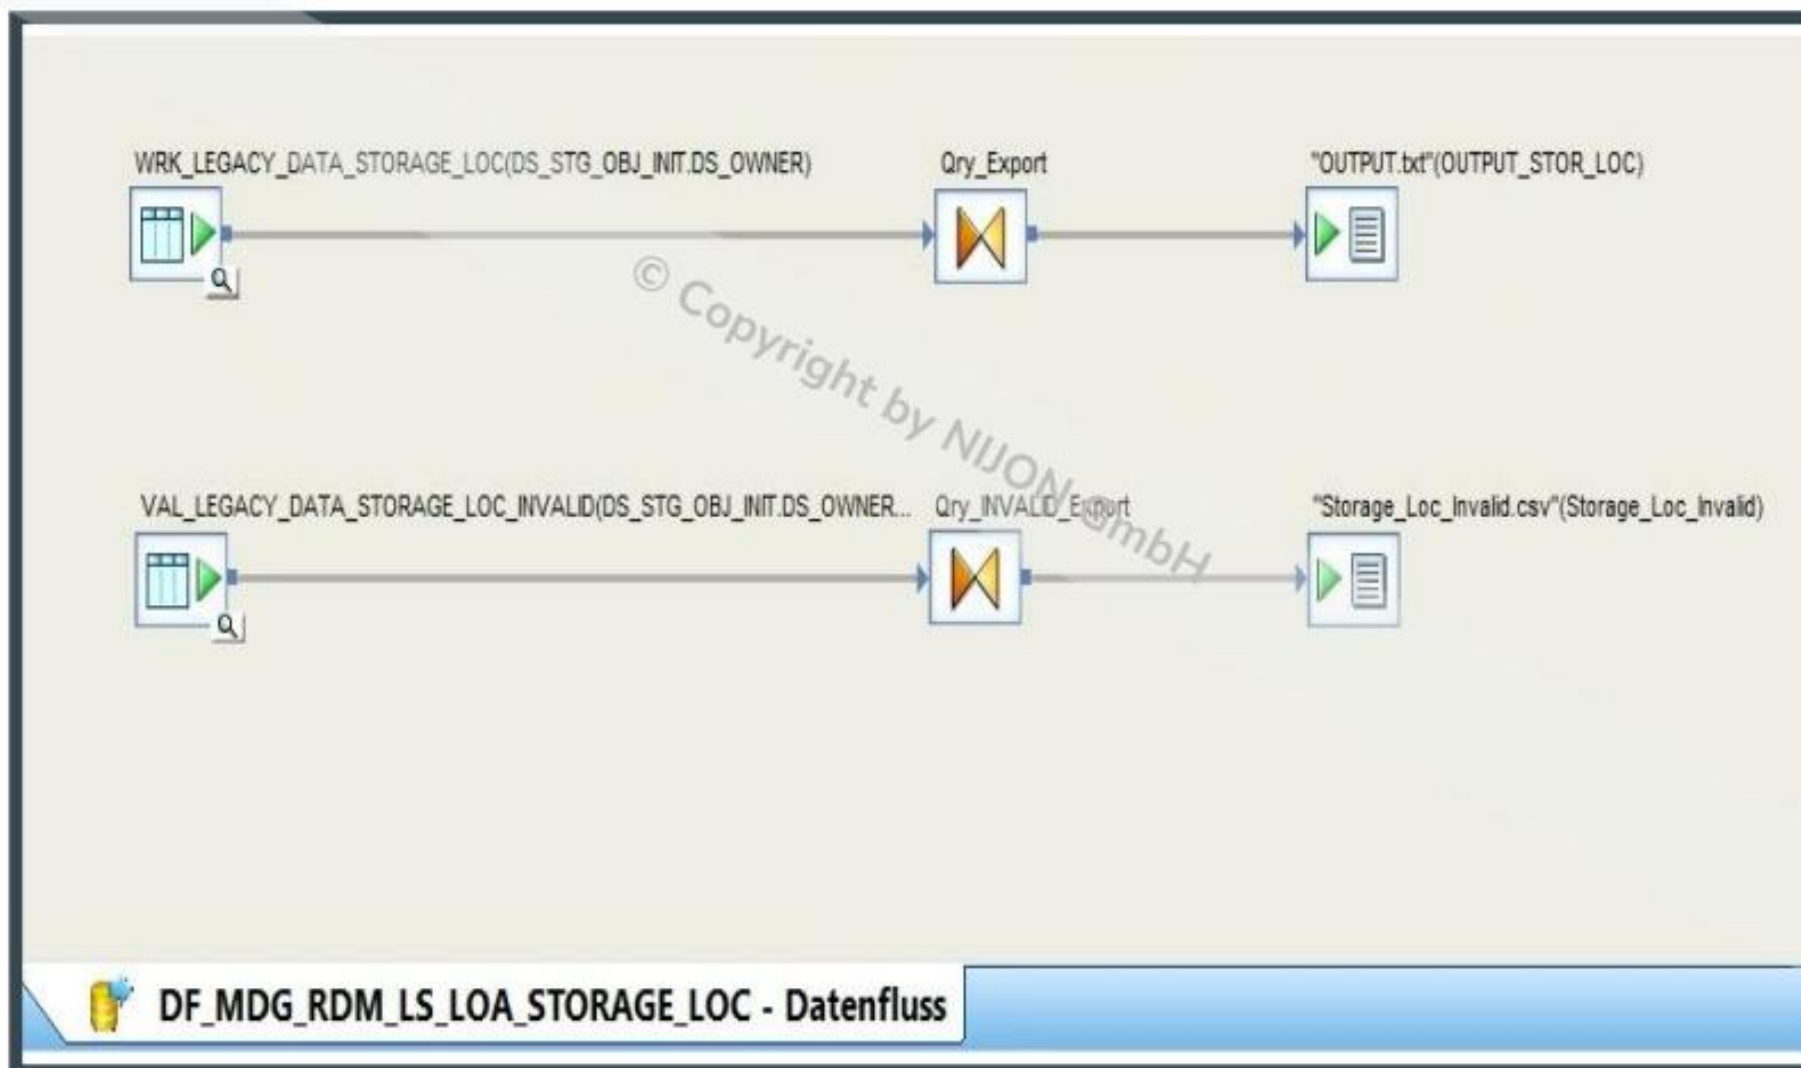 WRK_LEGACY_DATA_STORAGE_LOC(DS_STG_OBJ_INIT.DS_OWNER) Qry_Export "OUTPUT.txt"(OUTPUT_STOR_LOC)
© Copyright by NIJON GmbH
VAL_LEGACY_DATA_STORAGE_LOC_INVALID(DS_STG_OBJ_INIT.DS_OWNER... Qry_INVALID_Export "Storage_Loc_Invalid.csv"(Storage_Loc_Invalid)
DF_MDG_RDM_LS_LOA_STORAGE_LOC - Datenfluss